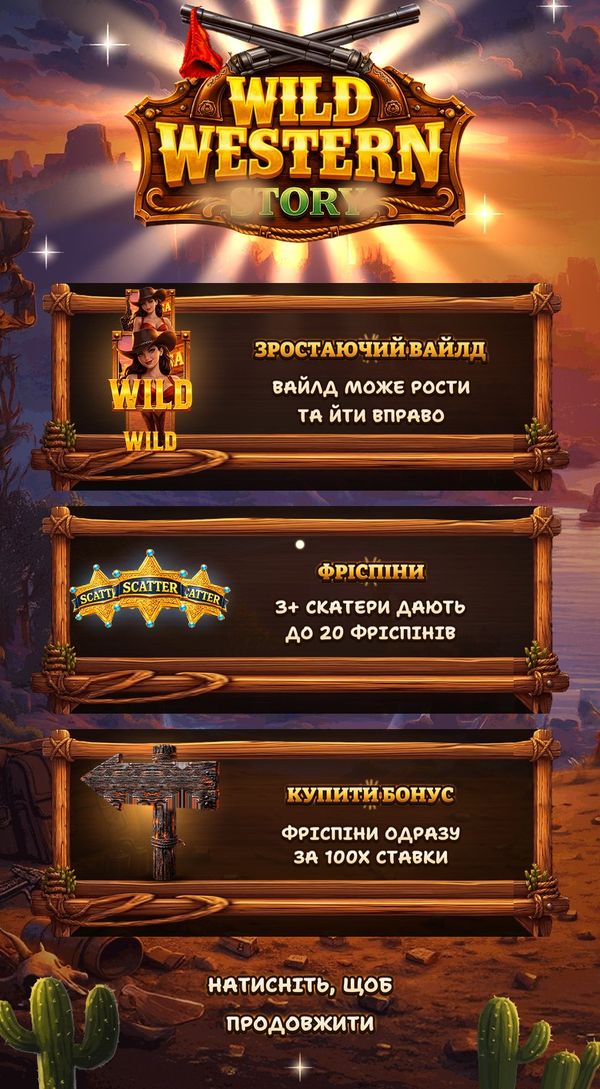 WILD
WESTERN
STORY
ЗРОСТАЮЧИЙ ВАЙЛД
ВАЙЛД МОЖЕ РОСТИ
ТА ЙТИ ВПРАВО
WILD
WILD
ФРІСПІНИ
SCATTER
3+ СКАТЕРИ ДАЮТЬ
ДО 20 ФРІСПІНІВ
КУПИТИ БОНУС
ФРІСПІНИ ОДРАЗУ
ЗА 100X СТАВКИ
НАТИСНІТЬ, ЩОБ
ПРОДОВЖИТИ